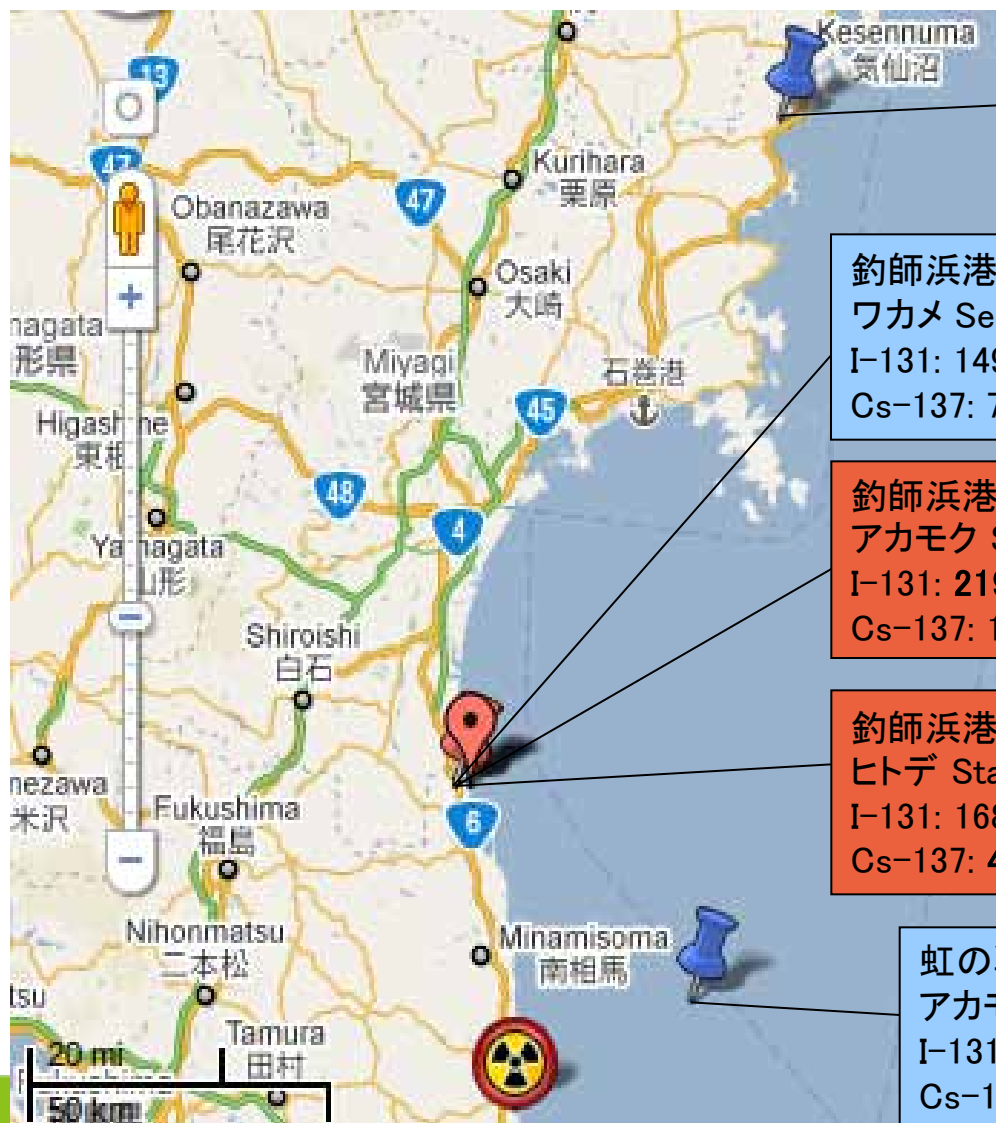 Kesennuma
気仙沼
13
47
Kurihara
栗原
47
Obanazawa
尾花沢
Osaki
大崎
釣師浜港
ワカメ Se
I-131: 149
Cs-137: 7
magata
形県
Miyagi
宮城県
石巻港
45
Higashine
東根
48
4
釣師浜港
アカモク S
I-131: 219
Cs-137: 1
Yamagata
山形
Shiroishi
白石
釣師浜港
ヒトデ Sta
I-131: 168
Cs-137: 4
nezawa
米沢
Fukushima
福島
6
Nihonmatsu
二本松
Minamisoma
南相馬
虹の
アカモ
I-131
Cs-1
tsu
Tamura
田村
20 mi
50 km